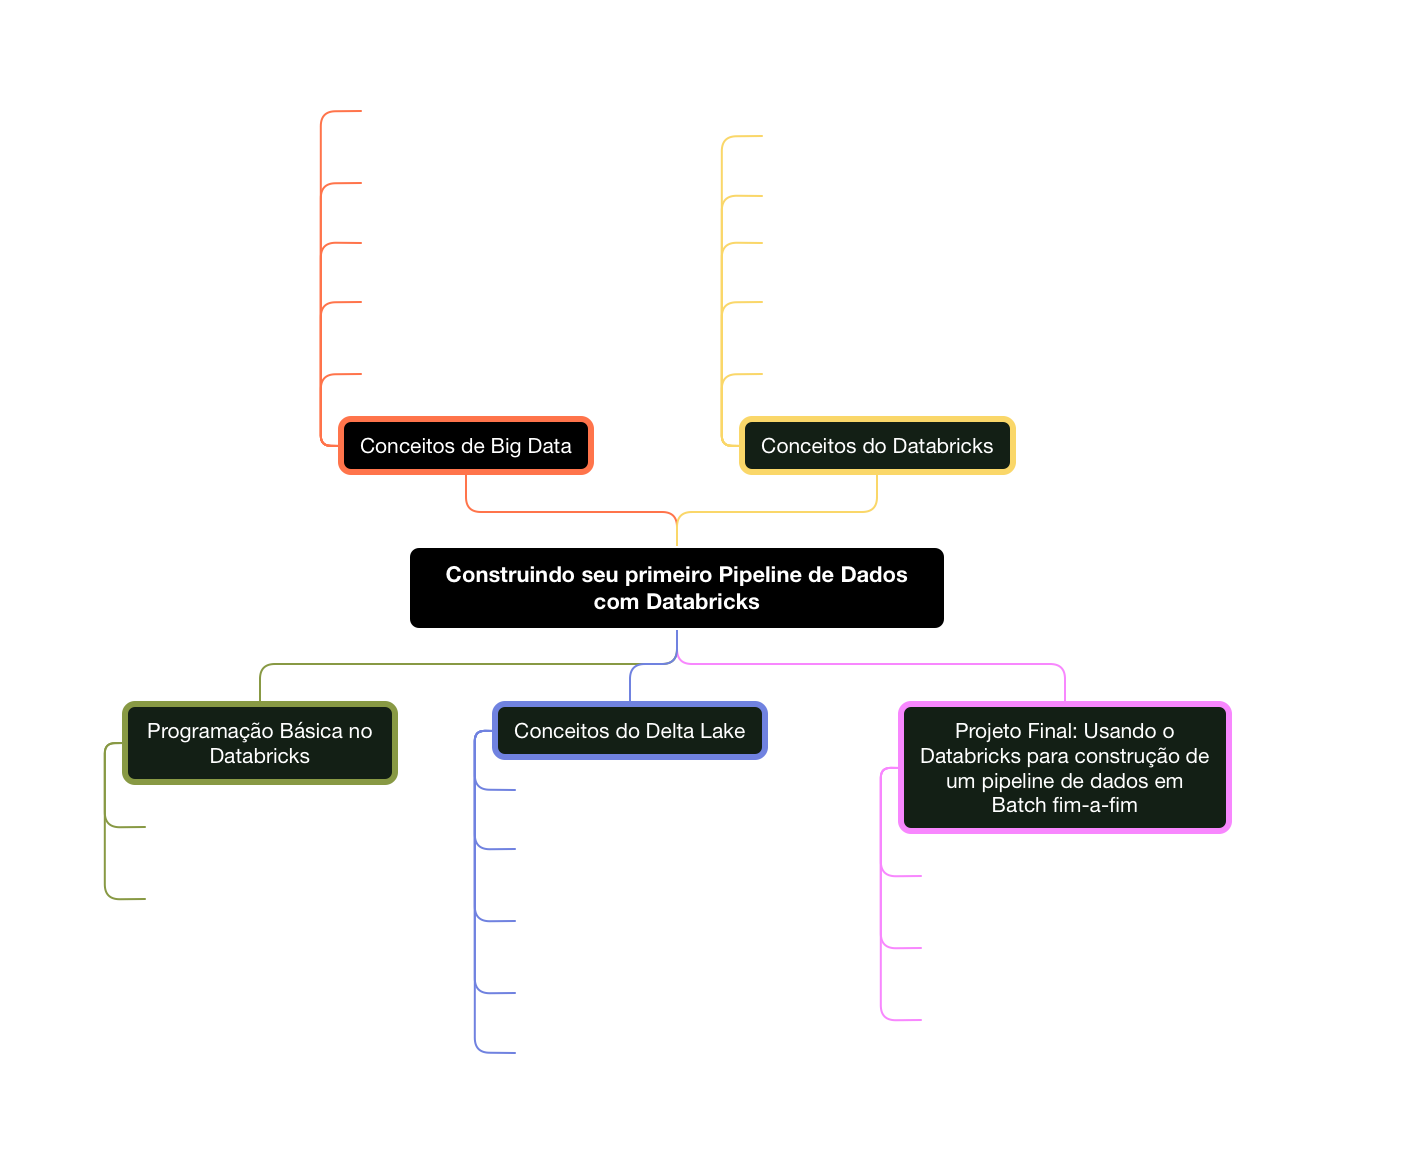 Conceitos de Big Data
Conceitos do Databricks
Construindo seu primeiro Pipeline de Dados
com Databricks
Programação Básica no
Databricks
Conceitos do Delta Lake
Projeto Final: Usando o
Databricks para construção de
um pipeline de dados em
Batch fim-a-fim